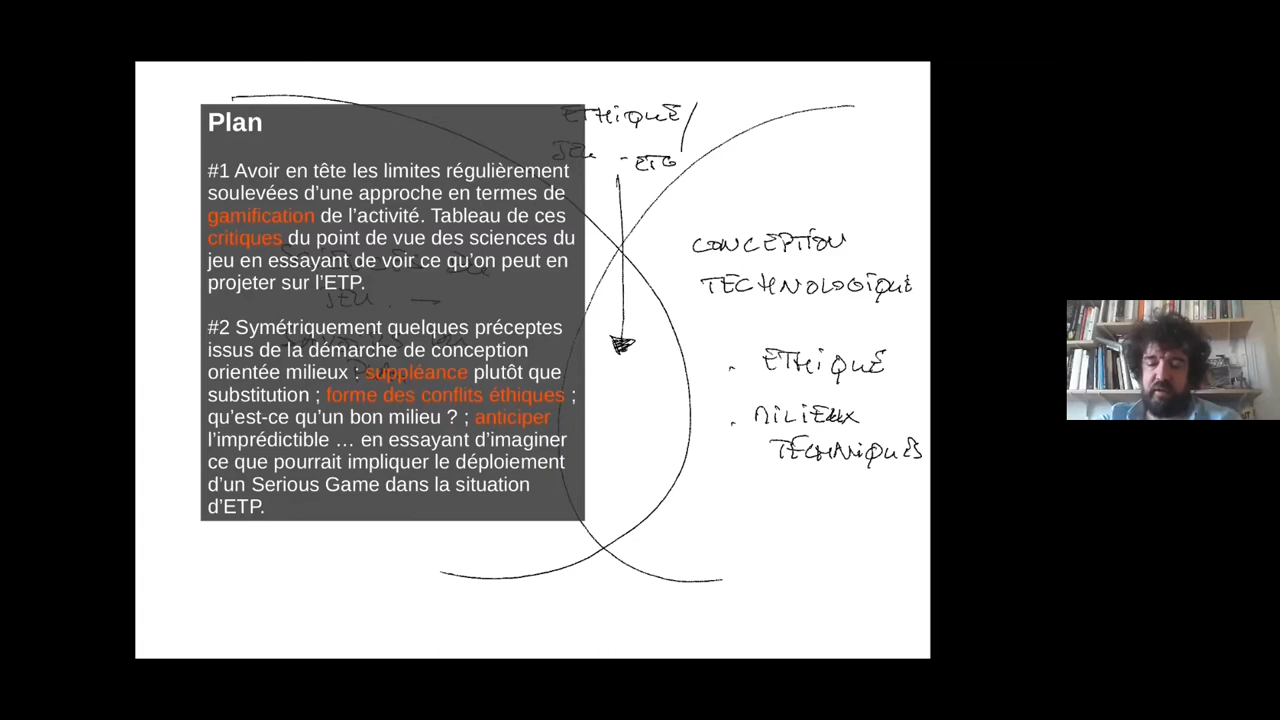 Plan
#1 Avoir en tête les limites régulièrement
soulevées d’une approche en termes de
gamification de l’activité. Tableau de ces
critiques du point de vue des sciences du
jeu en essayant de voir ce qu’on peut en
projeter sur l’ETP.
#2 Symétriquement quelques préceptes
issus de la démarche de conception
orientée milieux : suppléance plutôt que
substitution ; forme des conflits éthiques ;
qu’est-ce qu’un bon milieu ? ; anticiper
l’imprédictible … en essayant d’imaginer
ce que pourrait impliquer le déploiement
d’un Serious Game dans la situation
d’ETP.
ETHIQUE /
JEU - ETG
JEU →
CONCEPTION
TECHNOLOGIQUE
. ETHIQUE
. MILIEUX
TECHNIQUES